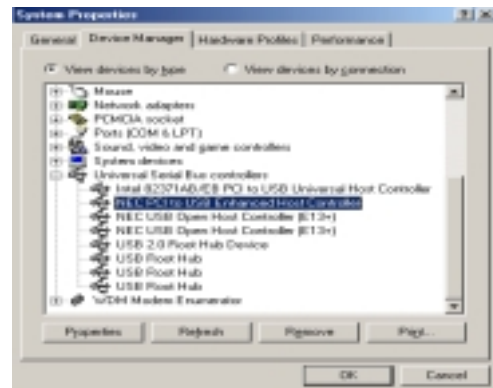 System Properties
General Device Manager Hardware Profiles Performance
View devices by type View devices by connection
Mouse
Network adapters
PCMCIA socket
Ports (COM & LPT)
Sound, video and game controllers
System devices
Universal Serial Bus controllers
Intel 82371AB/EB PCI to USB Universal Host Controller
NEC PCI to USB Enhanced Host Controller
NEC USB Open Host Controller (E13+)
NEC USB Open Host Controller (E13+)
USB 2.0 Root Hub Device
USB Root Hub
USB Root Hub
USB Root Hub
WDM Modem Enumerator
Properties Refresh Remove Print...
OK Cancel